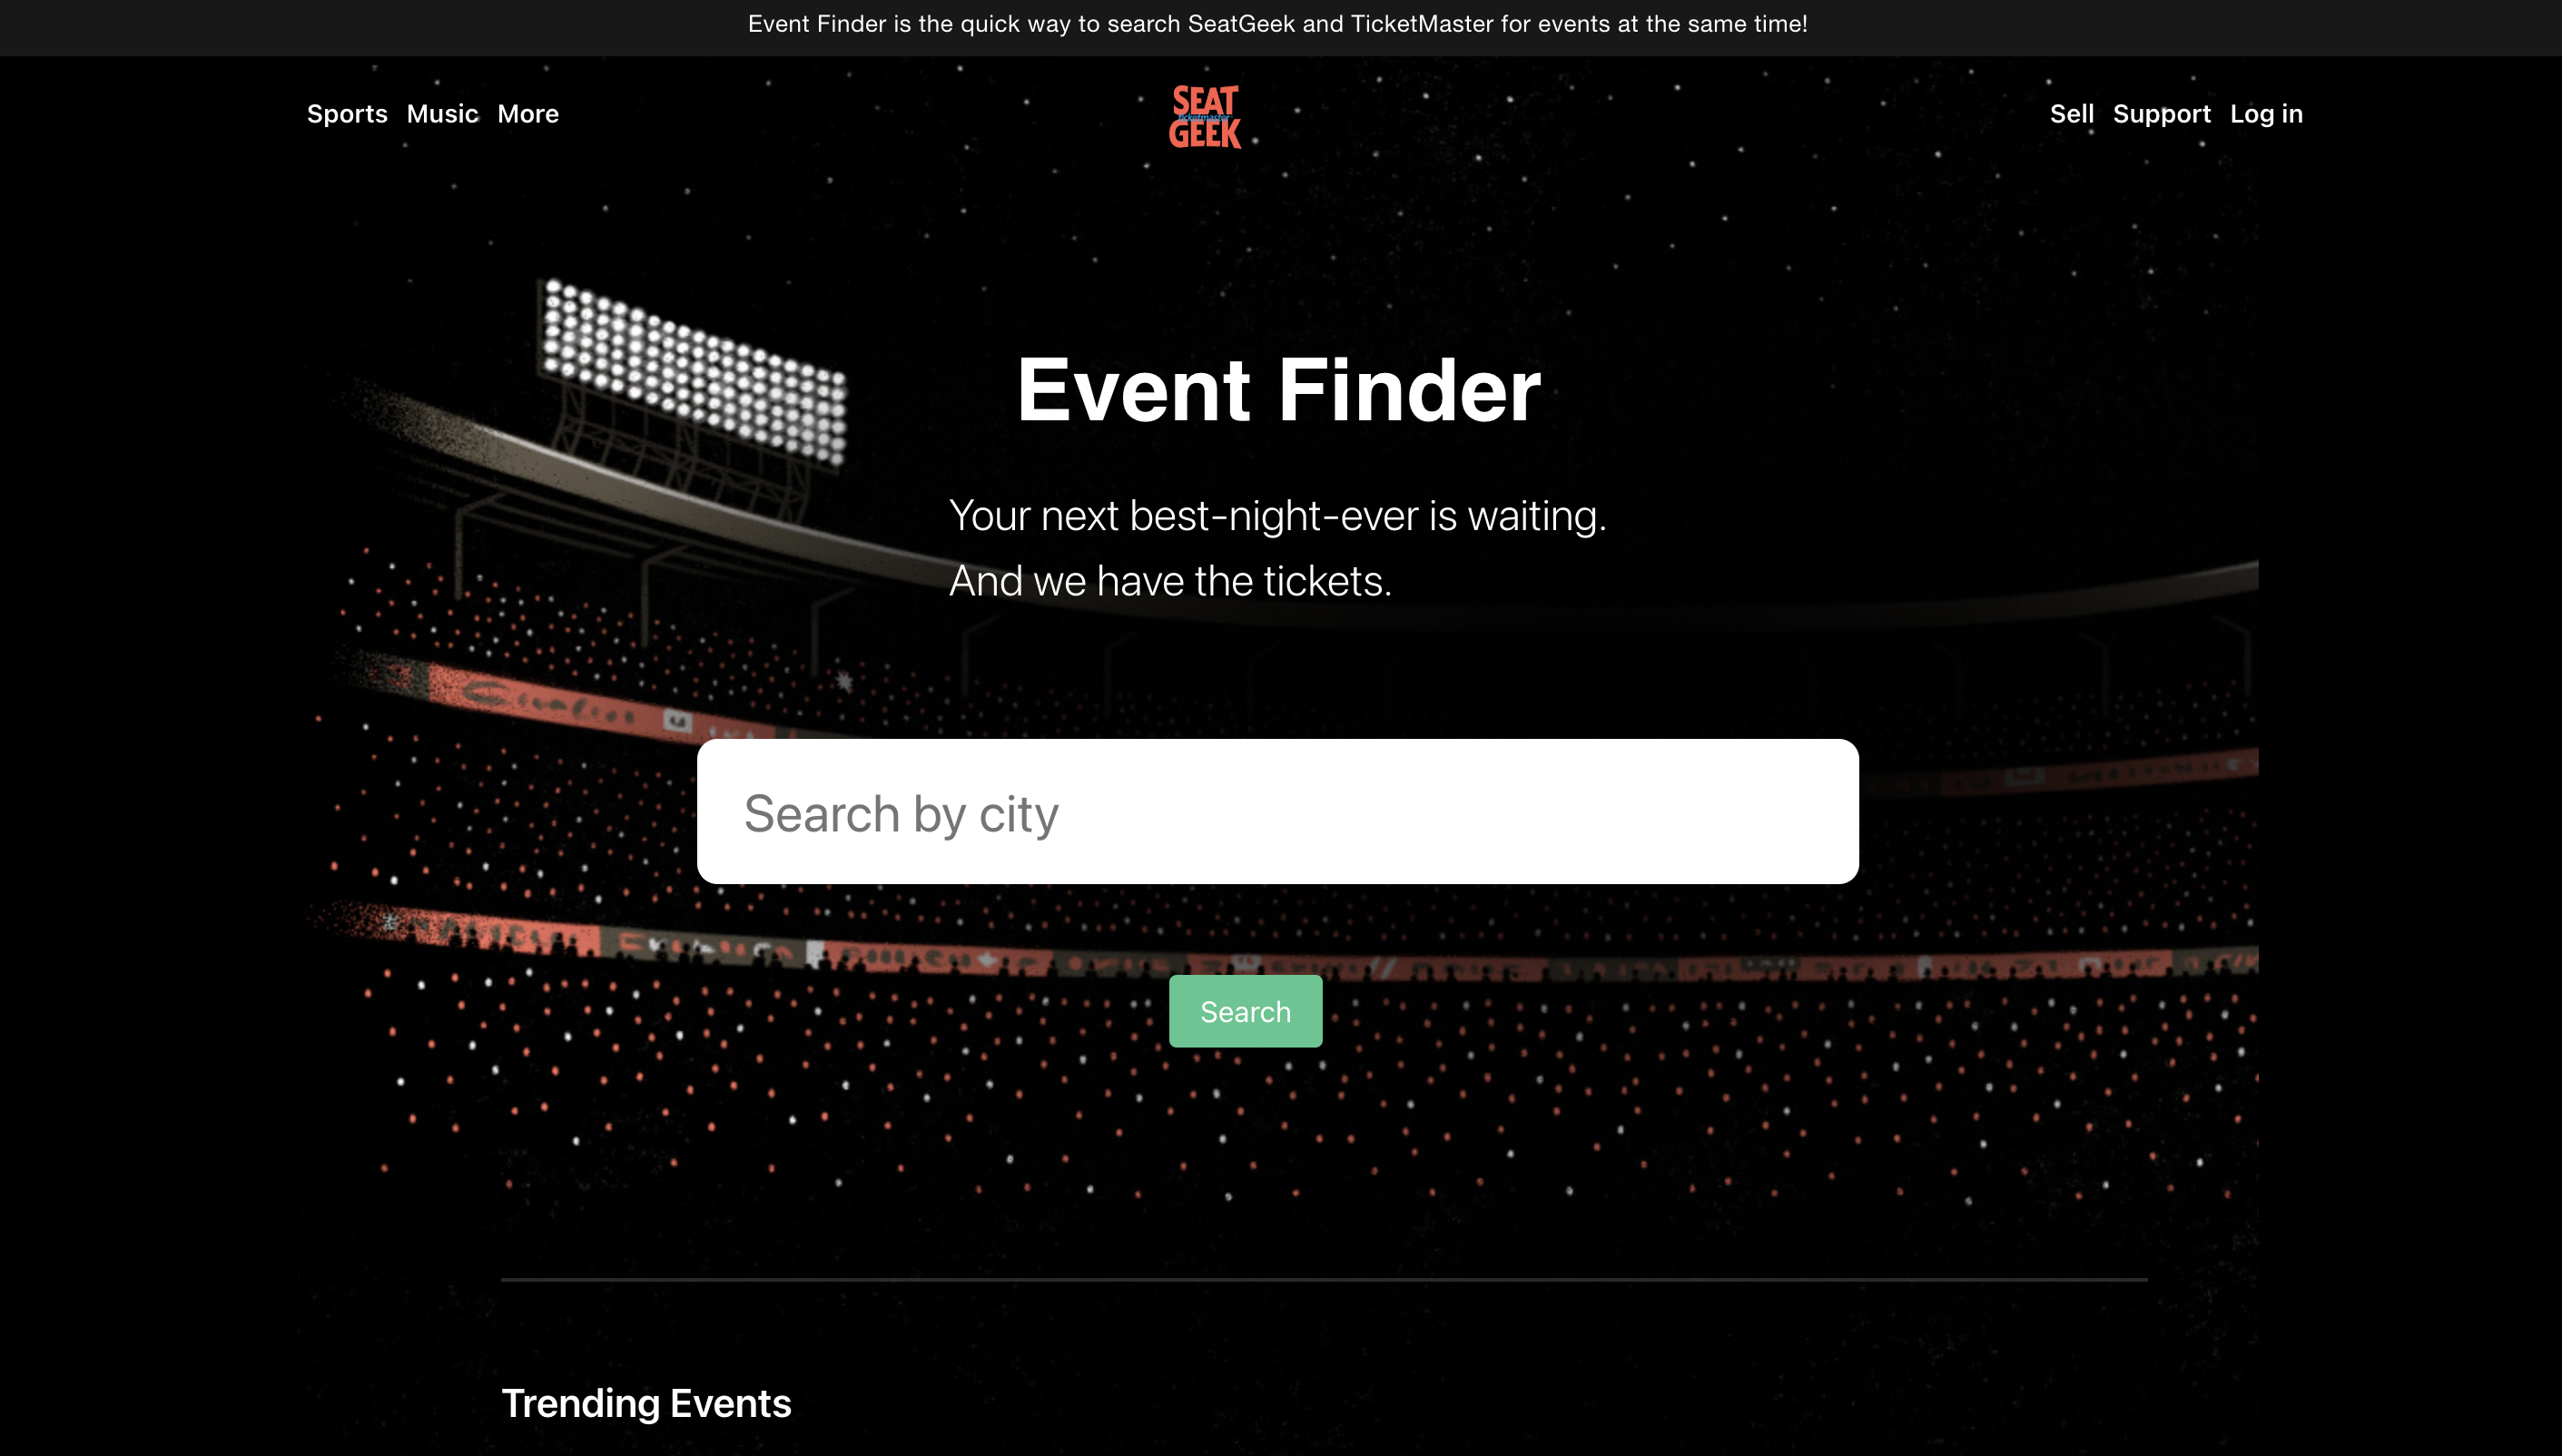 Event Finder is the quick way to search SeatGeek and TicketMaster for events at the same time!
Sports Music More
SEAT
ticketmaster
GEEK
Sell Support Log in
Event Finder
Your next best-night-ever is waiting.
And we have the tickets.
Search by city
Search
Trending Events